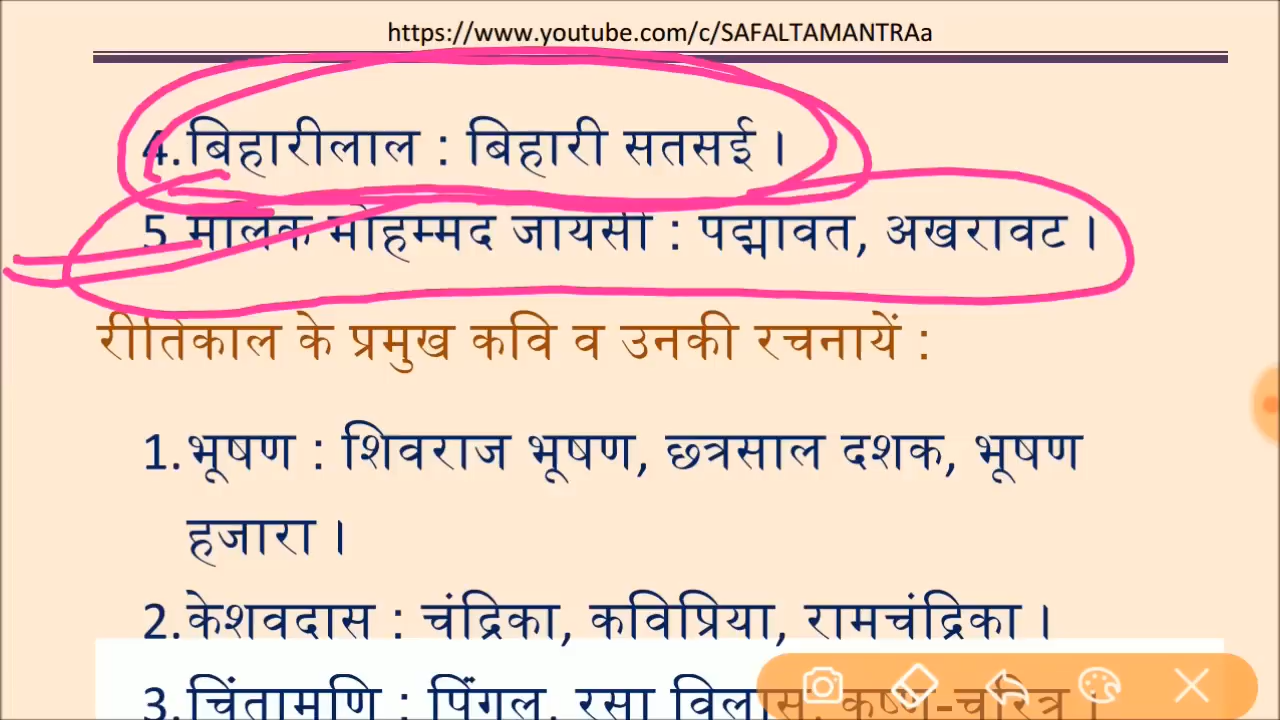 https://www.youtube.com/c/SAFALTAMANTRAa
4. बिहारीलाल : बिहारी सतसई ।
5 मलिक मोहम्मद जायसी : पद्मावत, अखरावट ।
रीतिकाल के प्रमुख कवि व उनकी रचनायें :
1. भूषण : शिवराज भूषण, छत्रसाल दशक, भूषण
हजारा ।
2. केशवदास : चंद्रिका, कविप्रिया, रामचंद्रिका ।
3. चिंतामणि : पिंगल, रसा विलास, कृष्ण-चरित्र ।